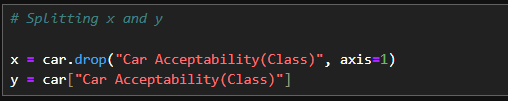 # Splitting x and y
x = car.drop("Car Acceptability(Class)", axis=1)
y = car["Car Acceptability(Class)"]